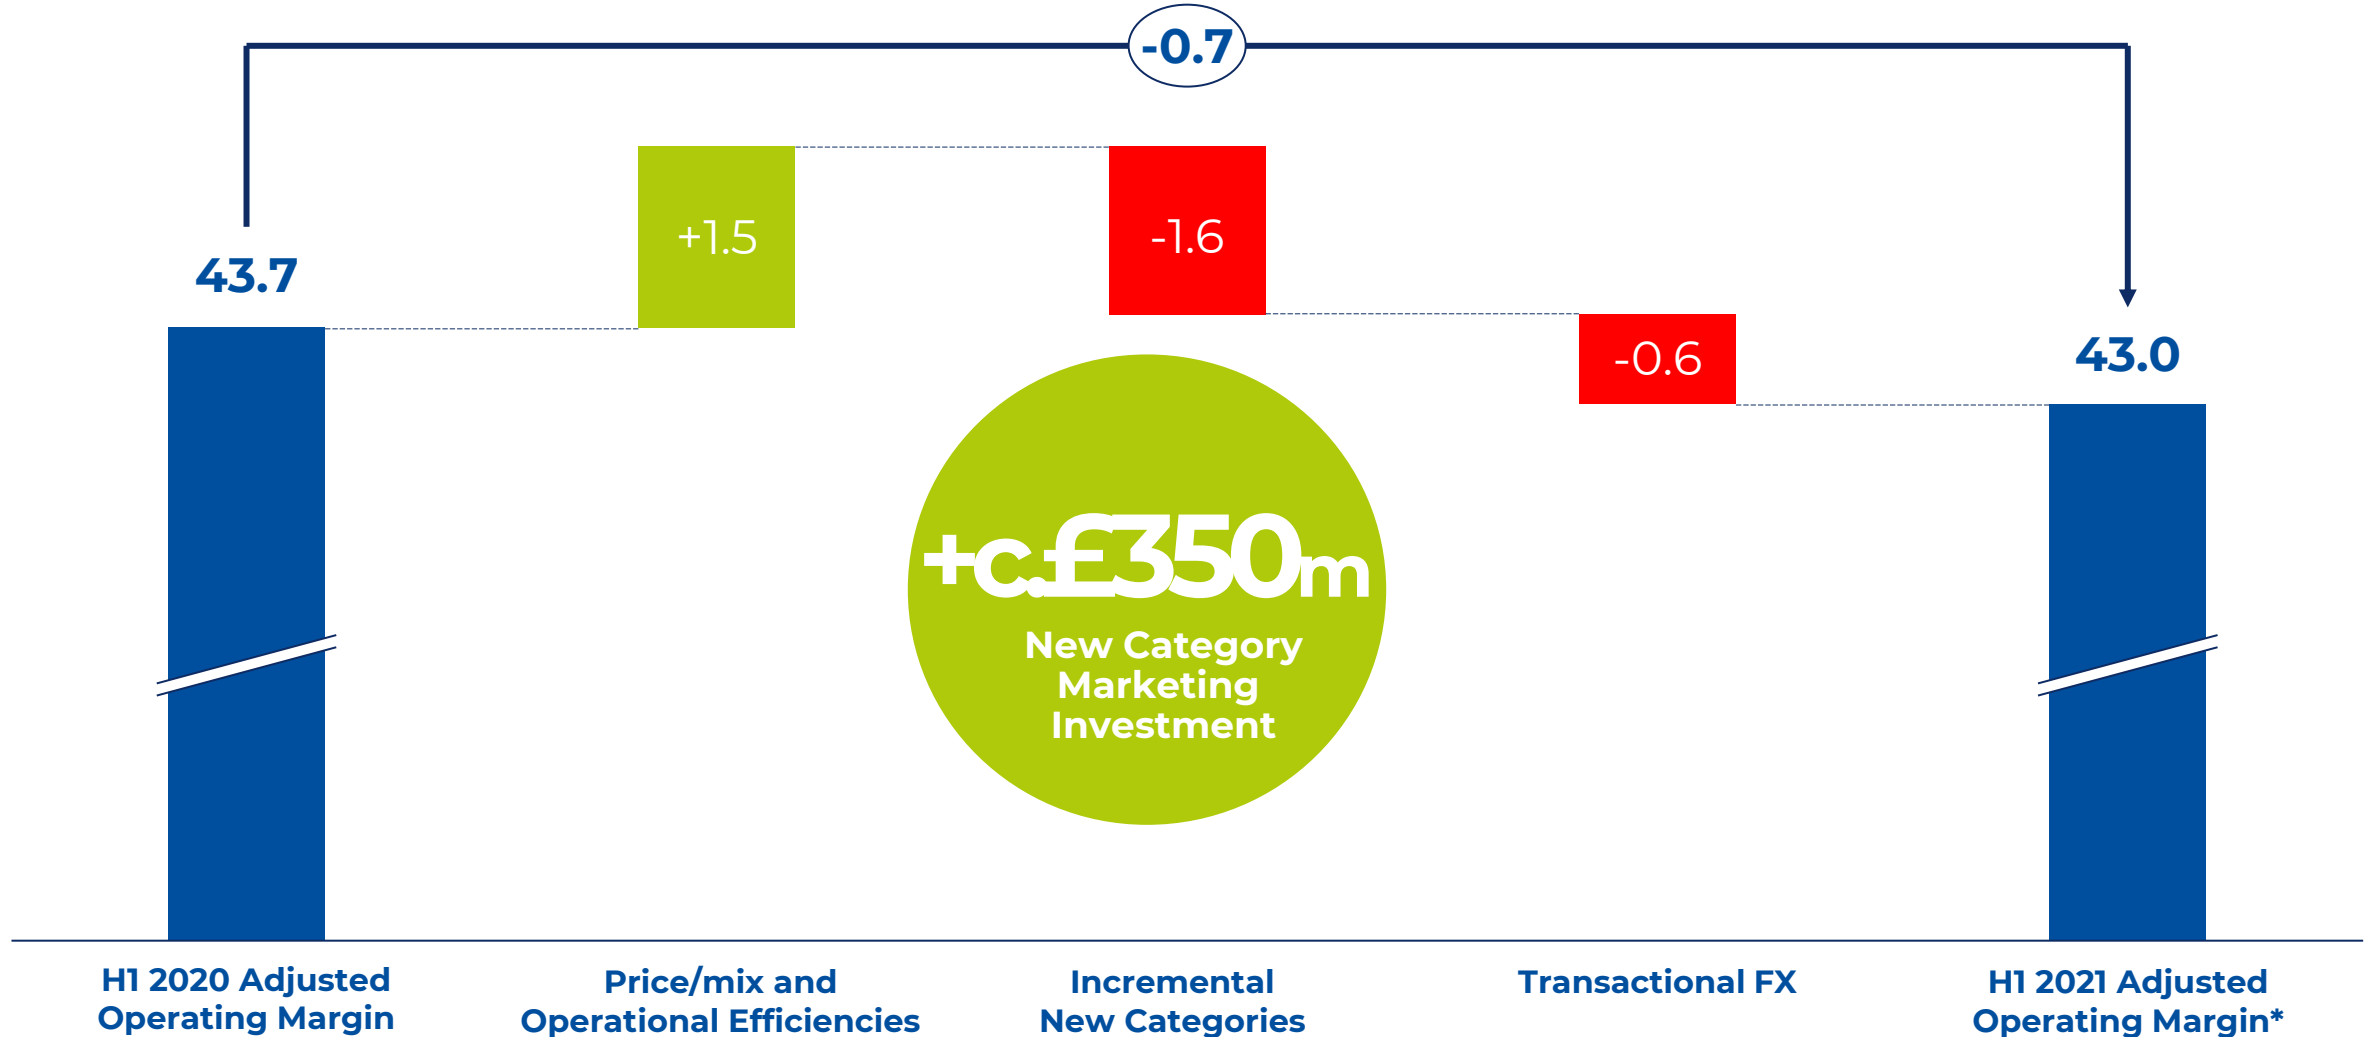 -0.7
43.7
+1.5
-1.6
-0.6
43.0
+c.£350m
New Category
Marketing
Investment
H1 2020 Adjusted
Operating Margin
Price/mix and
Operational Efficiencies
Incremental
New Categories
Transactional FX
H1 2021 Adjusted
Operating Margin*